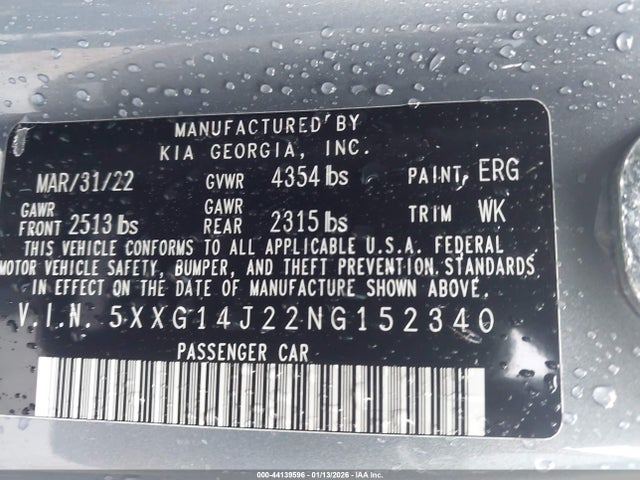 MANUFACTURED BY
KIA GEORGIA, INC.
MAR/31/22 GVWR 4354 lbs PAINT ERG
GAWR FRONT 2513 lbs GAWR REAR 2315 lbs TRIM WK
THIS VEHICLE CONFORMS TO ALL APPLICABLE U.S.A. FEDERAL
MOTOR VEHICLE SAFETY, BUMPER, AND THEFT PREVENTION STANDARDS
IN EFFECT ON THE DATE OF MANUFACTURE SHOWN ABOVE.
V.I.N. 5XXG14J22NG152340
PASSENGER CAR
000-44139596 - 01/13/2026 - IAA Inc.